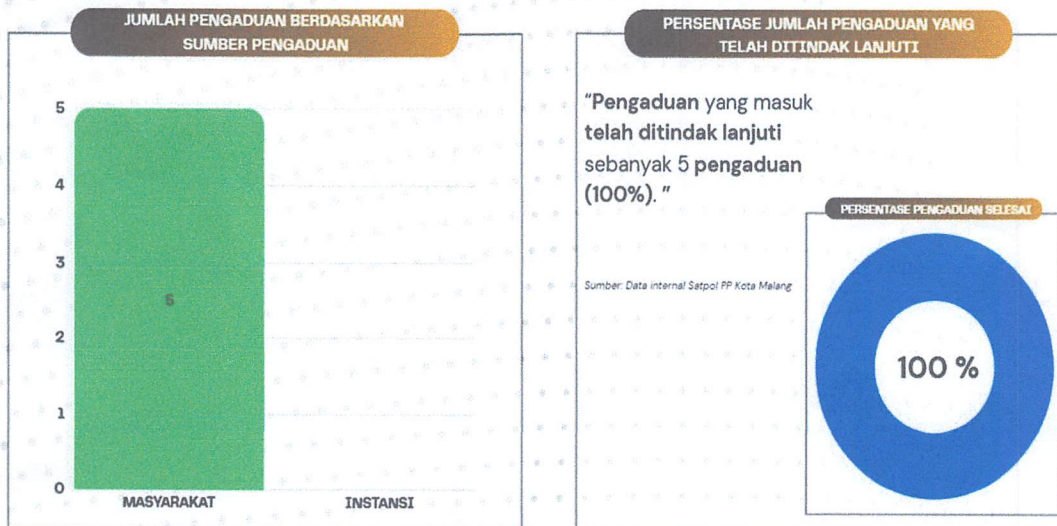 JUMLAH PENGADUAN BERDASARKAN
SUMBER PENGADUAN
5
4
3
2
1
0
5
MASYARAKAT
INSTANSI
PERSENTASE JUMLAH PENGADUAN YANG
TELAH DITINDAK LANJUTI
"Pengaduan yang masuk
telah ditindak lanjuti
sebanyak 5 pengaduan
(100%). "
Sumber: Data internal Satpol PP Kota Malang
PERSENTASE PENGADUAN SELESAI
100 %